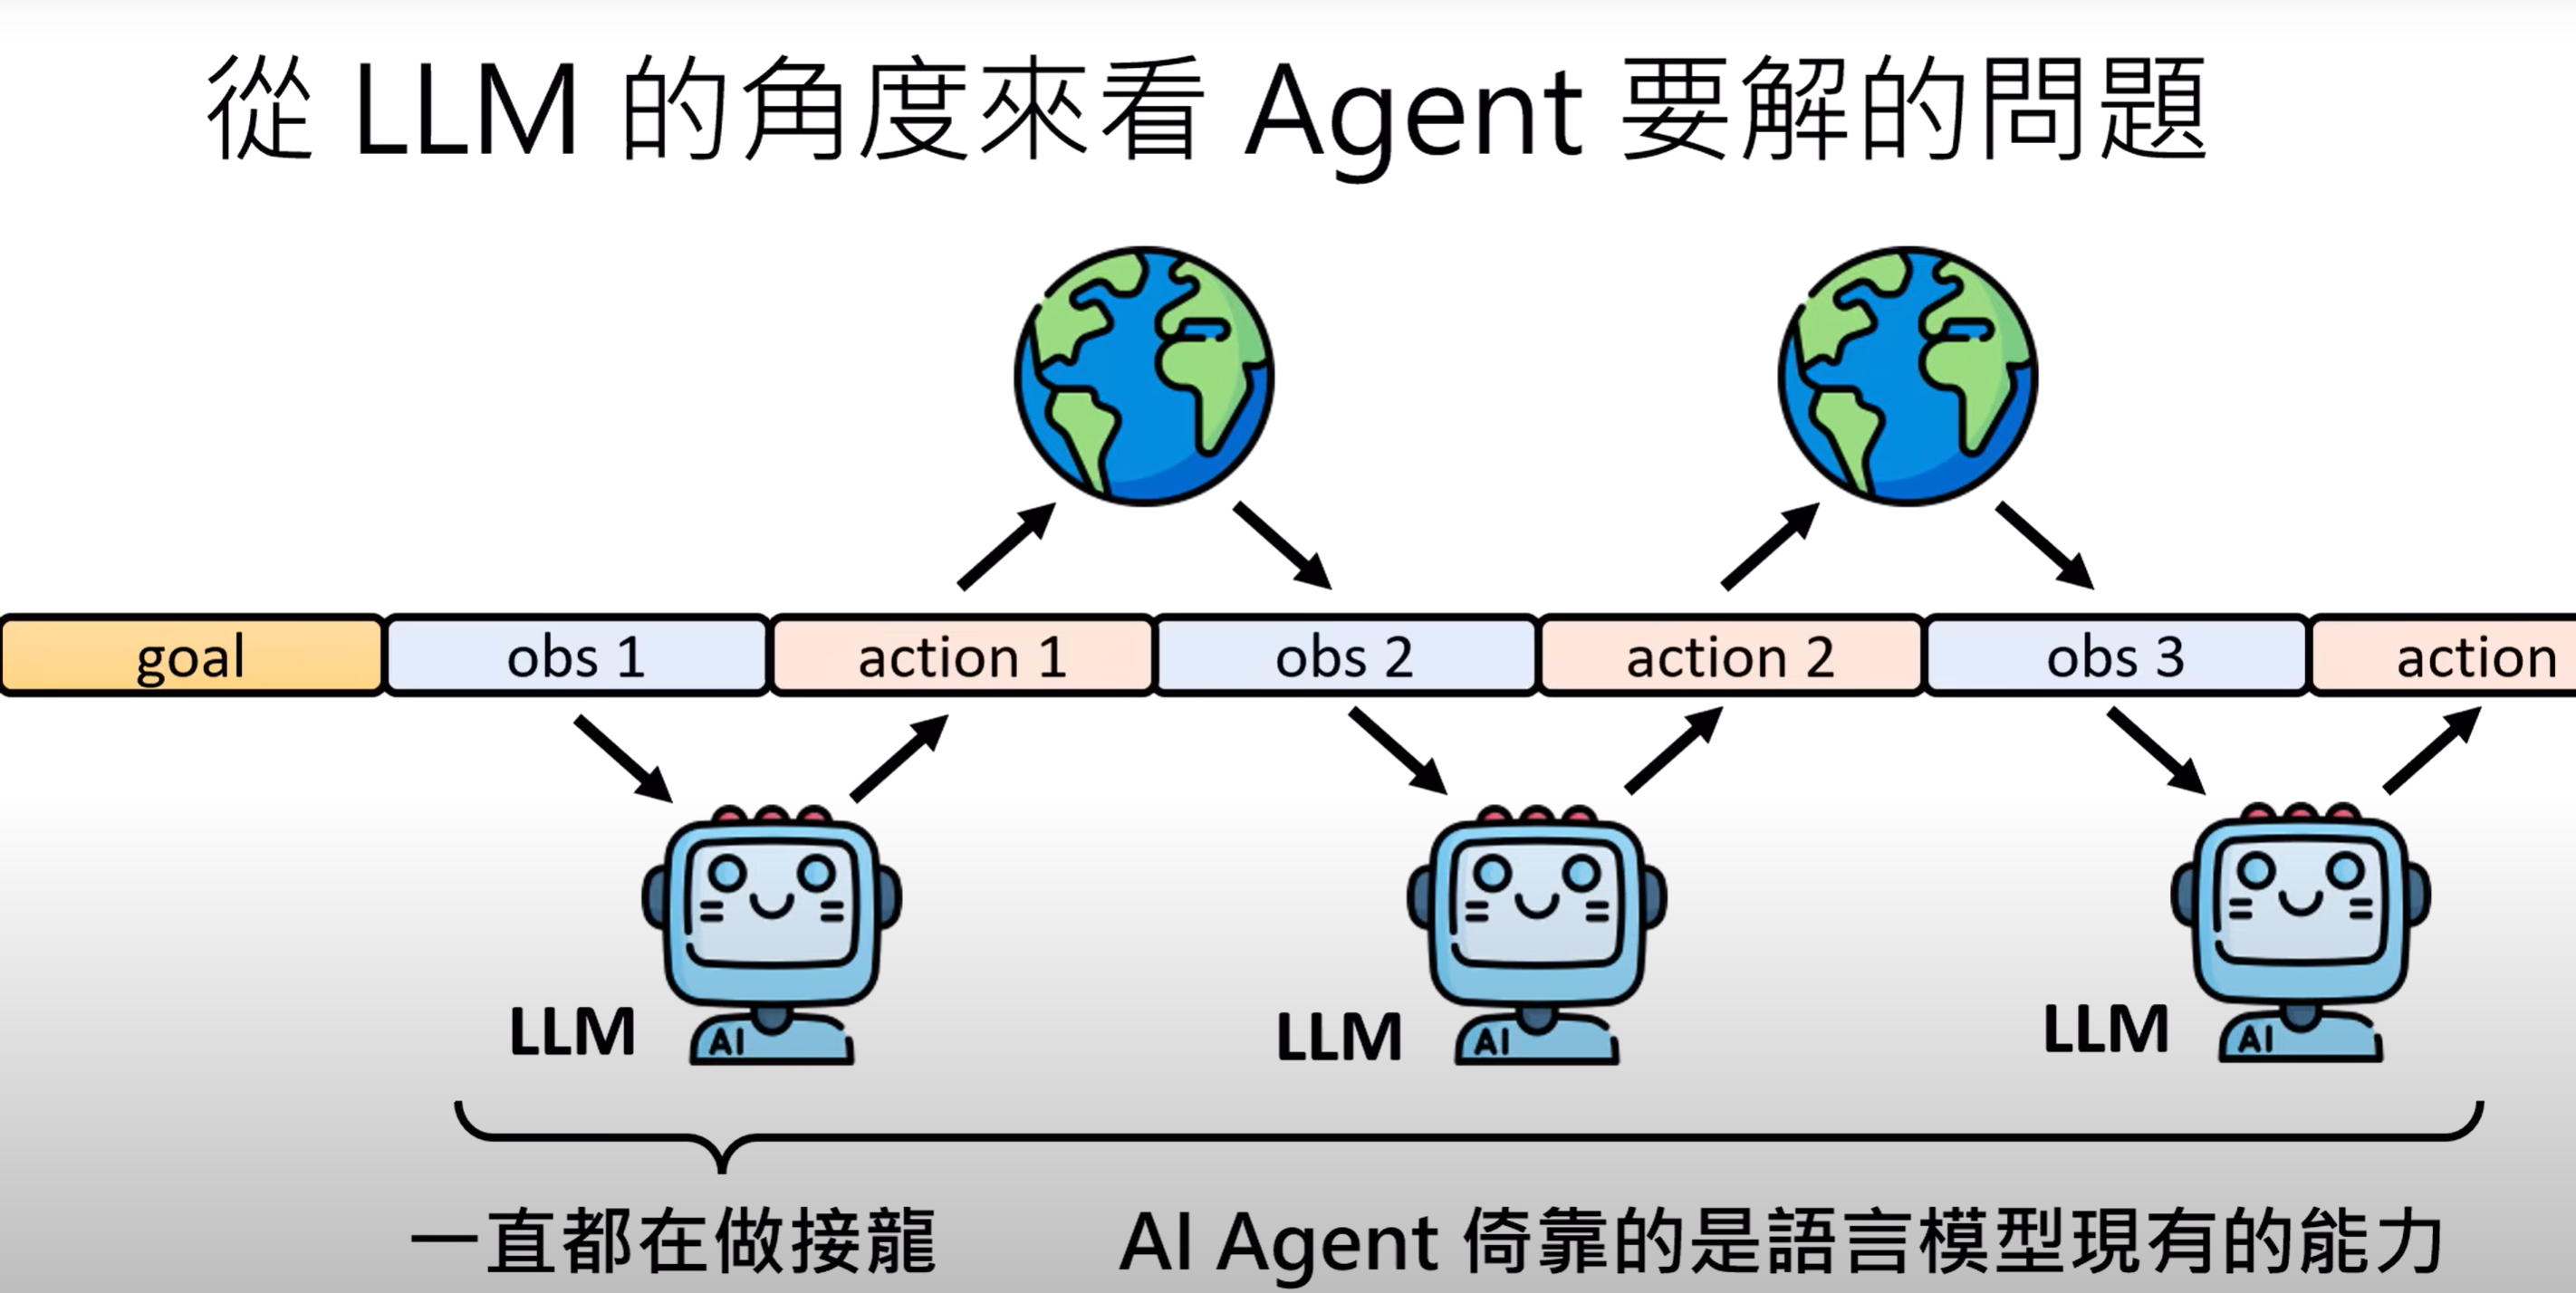 從 LLM 的角度來看 Agent 要解的問題
goal obs 1 action 1 obs 2 action 2 obs 3 action
LLM AI LLM AI LLM AI
一直都在做接龍 AI Agent 倚靠的是語言模型現有的能力